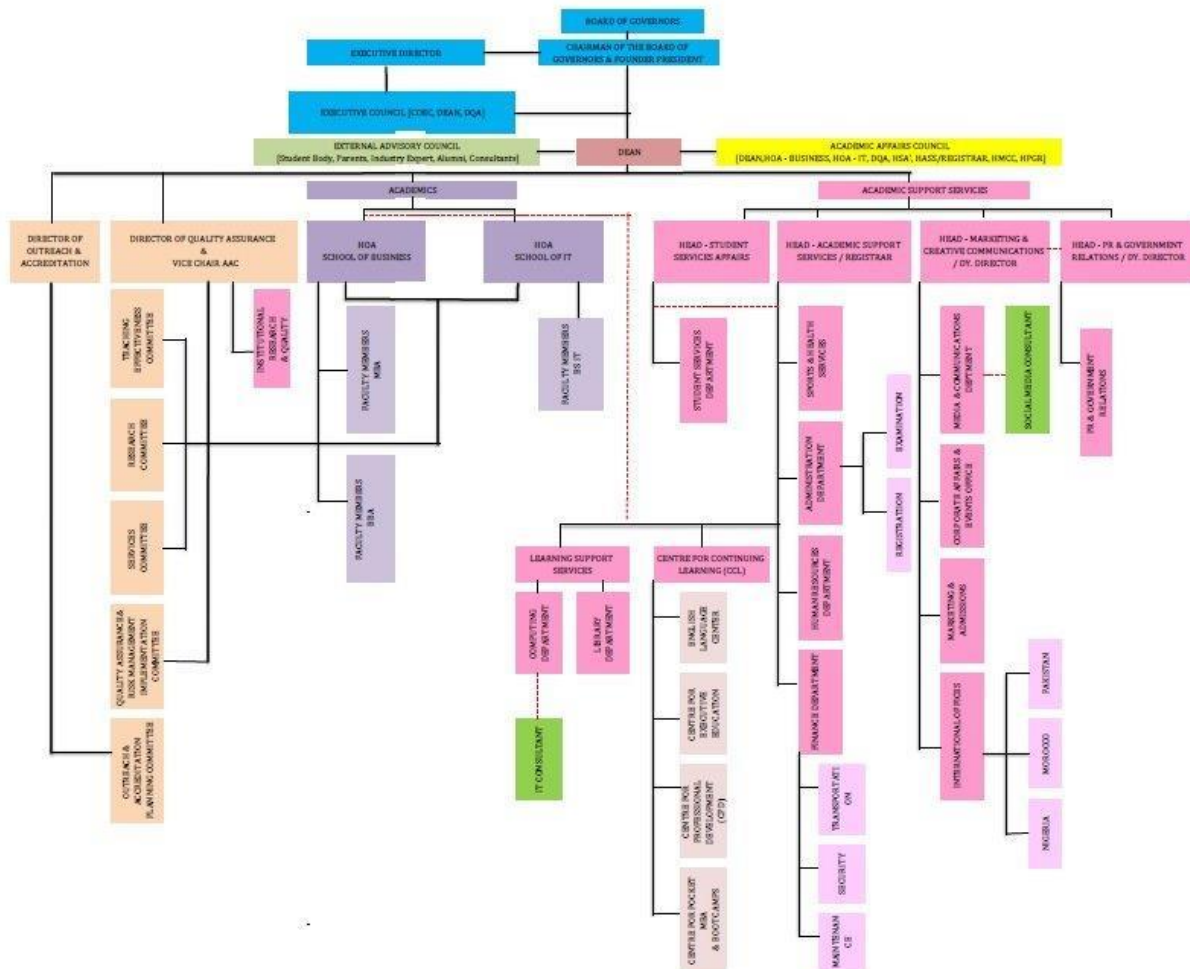 BOARD OF GOVERNORS
EXECUTIVE DIRECTOR
CHAIRMAN OF THE BOARD OF
GOVERNORS & FOUNDER PRESIDENT
EXECUTIVE COUNCIL [COEC, DEAN, DQA]
EXTERNAL ADVISORY COUNCIL
[Student Body, Parents, Industry Expert, Alumni, Consultants]
DEAN
ACADEMIC AFFAIRS COUNCIL
[DEAN,HOA - BUSINESS, HOA - IT, DQA, HSA', HASS/REGISTRAR, HMCC, HPGR]
ACADEMICS
ACADEMIC SUPPORT SERVICES
DIRECTOR OF
OUTREACH &
ACCREDITATION
DIRECTOR OF QUALITY ASSURANCE
&
VICE CHAIR AAC
HOA
SCHOOL OF BUSINESS
HOA
SCHOOL OF IT
HEAD - STUDENT
SERVICES AFFAIRS
HEAD - ACADEMIC SUPPORT
SERVICES / REGISTRAR
HEAD - MARKETING &
CREATIVE COMMUNICATIONS
/ DY. DIRECTOR
HEAD - PR & GOVERNMENT
RELATIONS / DY. DIRECTOR
TEACHING
EFFECTIVENESS
COMMITTEE
INSTITUTIONAL
RESEARCH
& QUALITY
FACULTY MEMBERS
MBA
FACULTY MEMBERS
BS IT
STUDENT SERVICES
DEPARTMENT
SPORTS & HEALTH
SERVICES
MEDIA & COMMUNICATIONS
DEPTMENT
SOCIAL MEDIA CONSULTANT
PR & GOVERNMENT
RELATIONS
RESEARCH
COMMITTEE
FACULTY MEMBERS
BBA
ADMINISTRATION
DEPARTMENT
EXAMINATION
REGISTRATION
CORPORATE AFFAIRS &
EVENTS OFFICE
SERVICES
COMMITTEE
LEARNING SUPPORT
SERVICES
CENTRE FOR CONTINUING
LEARNING (CCL)
COMPUTING
DEPARTMENT
LIBRARY
DEPARTMENT
ENGLISH
LANGUAGE
CENTER
HUMAN RESOURCES
DEPARTMENT
MARKETING &
ADMISSIONS
QUALITY ASSURANCE &
RISK MANAGEMENT
IMPLEMENTATION
COMMITTEE
CENTRE FOR
EXECUTIVE
EDUCATION
FINANCE DEPARTMENT
INTERNATIONAL OFFICES
PAKISTAN
MOROCCO
NIGERIA
OUTREACH &
ACCREDITATION
PLANNING COMMITTEE
IT CONSULTANT
CENTRE FOR
PROFESSIONAL
DEVELOPMENT
(CPD)
TRANSPORTATI
ON
SECURITY
CENTRE FOR POCKET
MBA
& BOOTCAMPS
MAINTENAN
CE